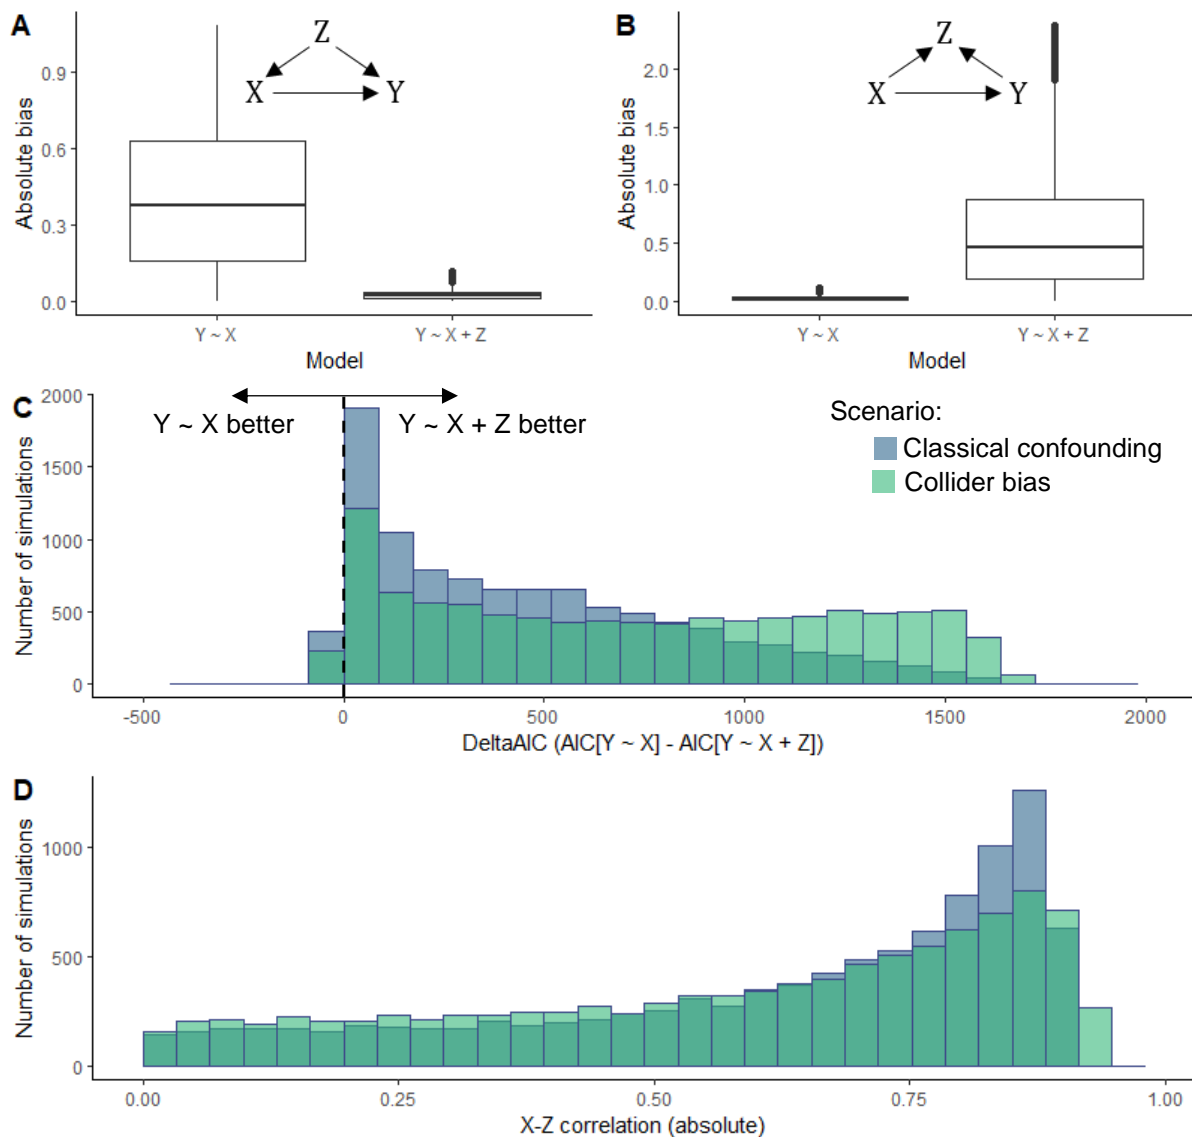 A
Z
X
Y
0.9
0.6
0.3
0.0
Absolute bias
Y ~ X
Y ~ X + Z
Model
B
Z
X
Y
2.0
1.5
1.0
0.5
0.0
Absolute bias
Y ~ X
Y ~ X + Z
Model
C
Y ~ X better
Y ~ X + Z better
Scenario:
Classical confounding
Collider bias
2000
1500
1000
500
0
Number of simulations
-500
0
500
1000
1500
2000
DeltaAIC (AIC[Y ~ X] - AIC[Y ~ X + Z])
D
1000
500
0
Number of simulations
0.00
0.25
0.50
0.75
1.00
X-Z correlation (absolute)